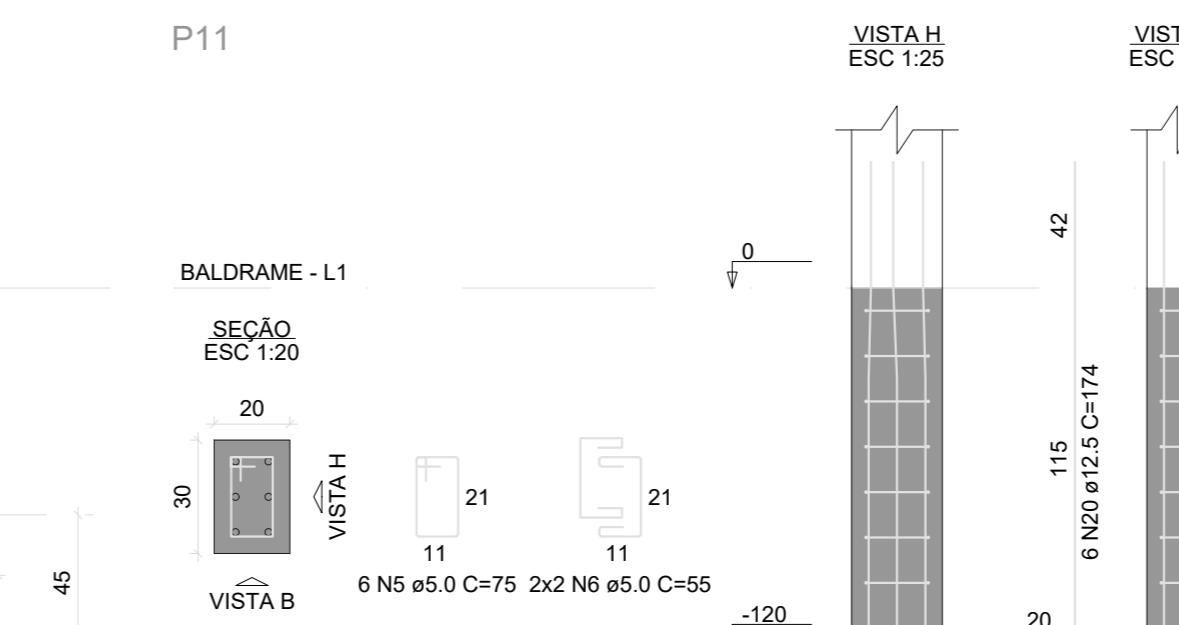 P11
VISTA H
ESC 1:25
VIST
ESC
42
0
BALDRAME - L1
SEÇÃO
ESC 1:20
20
30
VISTA H
VISTA B
45
21
11
6 N5 ø5.0 C=75
21
11
2x2 N6 ø5.0 C=55
115
6 N20 ø12.5 C=174
-120
20